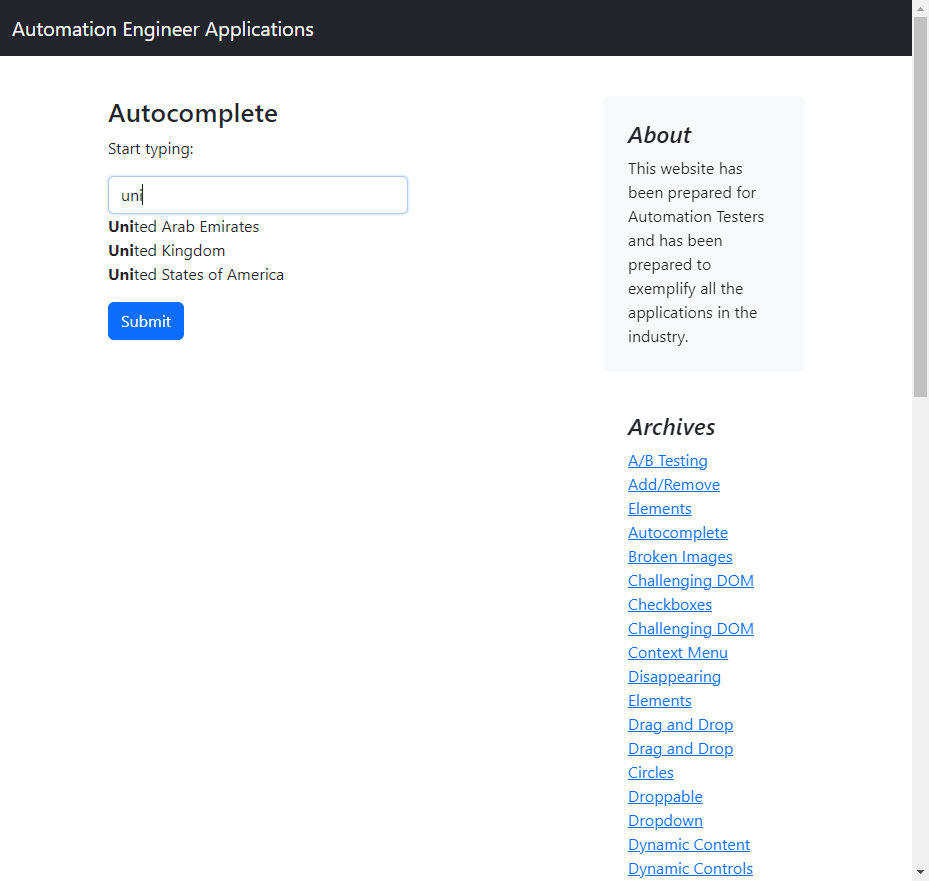 Automation Engineer Applications
Autocomplete
Start typing:
uni
United Arab Emirates
United Kingdom
United States of America
Submit
About
This website has
been prepared for
Automation Testers
and has been
prepared to
exemplify all the
applications in the
industry.
Archives
A/B Testing
Add/Remove
Elements
Autocomplete
Broken Images
Challenging DOM
Checkboxes
Challenging DOM
Context Menu
Disappearing
Elements
Drag and Drop
Drag and Drop
Circles
Droppable
Dropdown
Dynamic Content
Dynamic Controls